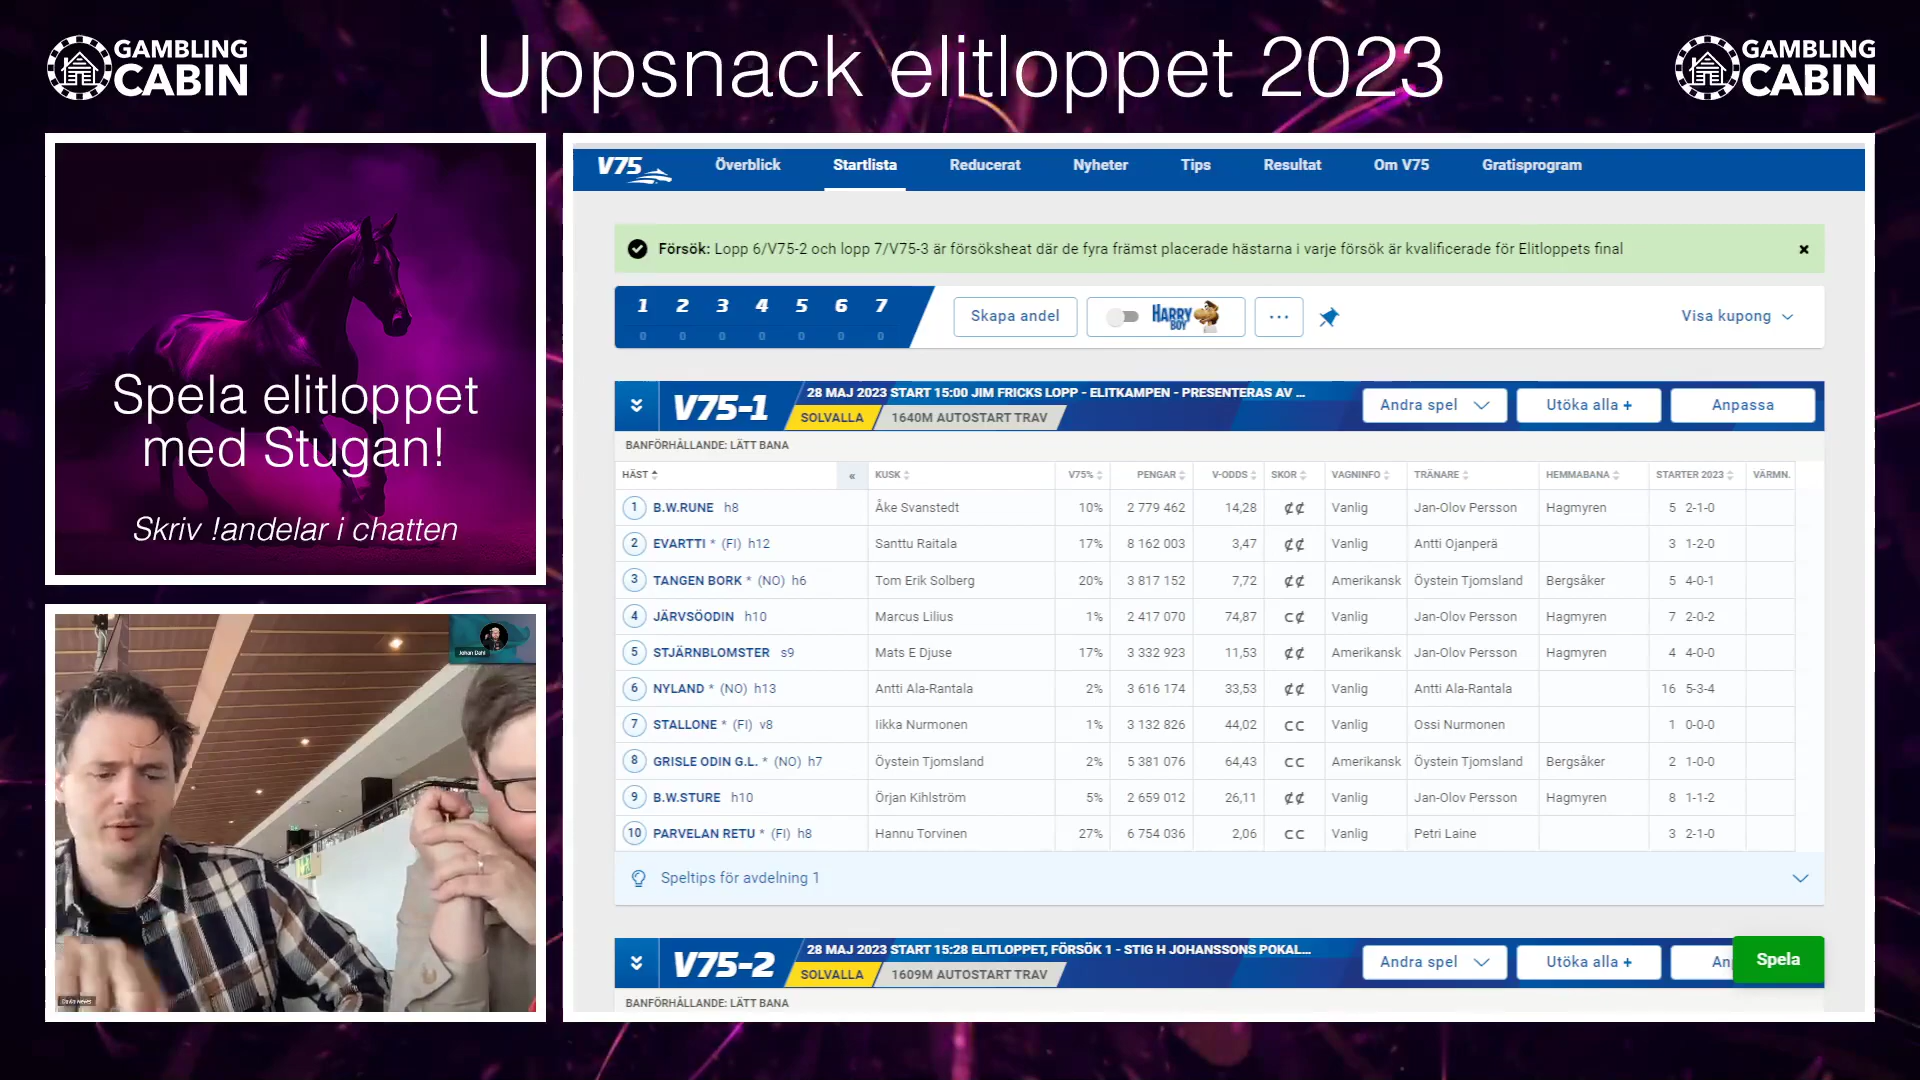 GAMBLING
CABIN
Uppsnack elitloppet 2023
GAMBLING
CABIN
Spela elitloppet
med Stugan!
Skriv !andelar i chatten
Johan Dahl
V75 Överblick Startlista Reducerat Nyheter Tips Resultat Om V75 Gratisprogram
Försök: Lopp 6/V75-2 och lopp 7/V75-3 är försöksheat där de fyra främst placerade hästarna i varje försök är kvalificerade för Elitloppets final
1 2 3 4 5 6 7
0 0 0 0 0 0 0
Skapa andel
HARRY BOY
...
Visa kupong
V75-1
28 MAJ 2023 START 15:00 JIM FRICKS LOPP - ELITKAMPEN - PRESENTERAS AV ...
SOLVALLA 1640M AUTOSTART TRAV
Andra spel Utöka alla + Anpassa
BANFÖRHÅLLANDE: LÄTT BANA
HÄST « KUSK V75% PENGAR V-ODDS SKOR VAGNINFO TRÄNARE HEMMABANA STARTER 2023 VÄRMN.
1 B.W.RUNE h8 Åke Svanstedt 10% 2 779 462 14,28 ȼȼ Vanlig Jan-Olov Persson Hagmyren 5 2-1-0
2 EVARTTI * (FI) h12 Santtu Raitala 17% 8 162 003 3,47 ȼȼ Vanlig Antti Ojanperä 3 1-2-0
3 TANGEN BORK * (NO) h6 Tom Erik Solberg 20% 3 817 152 7,72 ȼȼ Amerikansk Öystein Tjomsland Bergsåker 5 4-0-1
4 JÄRVSÖODIN h10 Marcus Lilius 1% 2 417 070 74,87 cȼ Vanlig Jan-Olov Persson Hagmyren 7 2-0-2
5 STJÄRNBLOMSTER s9 Mats E Djuse 17% 3 332 923 11,53 ȼȼ Amerikansk Jan-Olov Persson Hagmyren 4 4-0-0
6 NYLAND * (NO) h13 Antti Ala-Rantala 2% 3 616 174 33,53 ȼȼ Vanlig Antti Ala-Rantala 16 5-3-4
7 STALLONE * (FI) v8 Iikka Nurmonen 1% 3 132 826 44,02 cc Vanlig Ossi Nurmonen 1 0-0-0
8 GRISLE ODIN G.L. * (NO) h7 Öystein Tjomsland 2% 5 381 076 64,43 cc Amerikansk Öystein Tjomsland Bergsåker 2 1-0-0
9 B.W.STURE h10 Örjan Kihlström 5% 2 659 012 26,11 ȼȼ Vanlig Jan-Olov Persson Hagmyren 8 1-1-2
10 PARVELAN RETU * (FI) h8 Hannu Torvinen 27% 6 754 036 2,06 cc Vanlig Petri Laine 3 2-1-0
Speltips för avdelning 1
V75-2
28 MAJ 2023 START 15:28 ELITLOPPET, FÖRSÖK 1 - STIG H JOHANSSONS POKAL...
SOLVALLA 1609M AUTOSTART TRAV
Andra spel Utöka alla + An
Spela
BANFÖRHÅLLANDE: LÄTT BANA